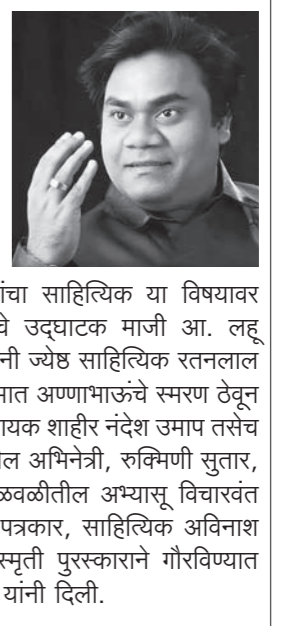 ांचा साहित्यिक या विषयावर
चे उद्घाटक माजी आ. लहू
नी ज्येष्ठ साहित्यिक रतनलाल
मात अण्णाभाऊंचे स्मरण ठेवून
ायक शाहीर नंदेश उमाप तसेच
ील अभिनेत्री, रुक्मिणी सुतार,
ळवळीतील अभ्यासू विचारवंत
पत्रकार, साहित्यिक अविनाश
स्मृती पुरस्काराने गौरविण्यात
यांनी दिली.